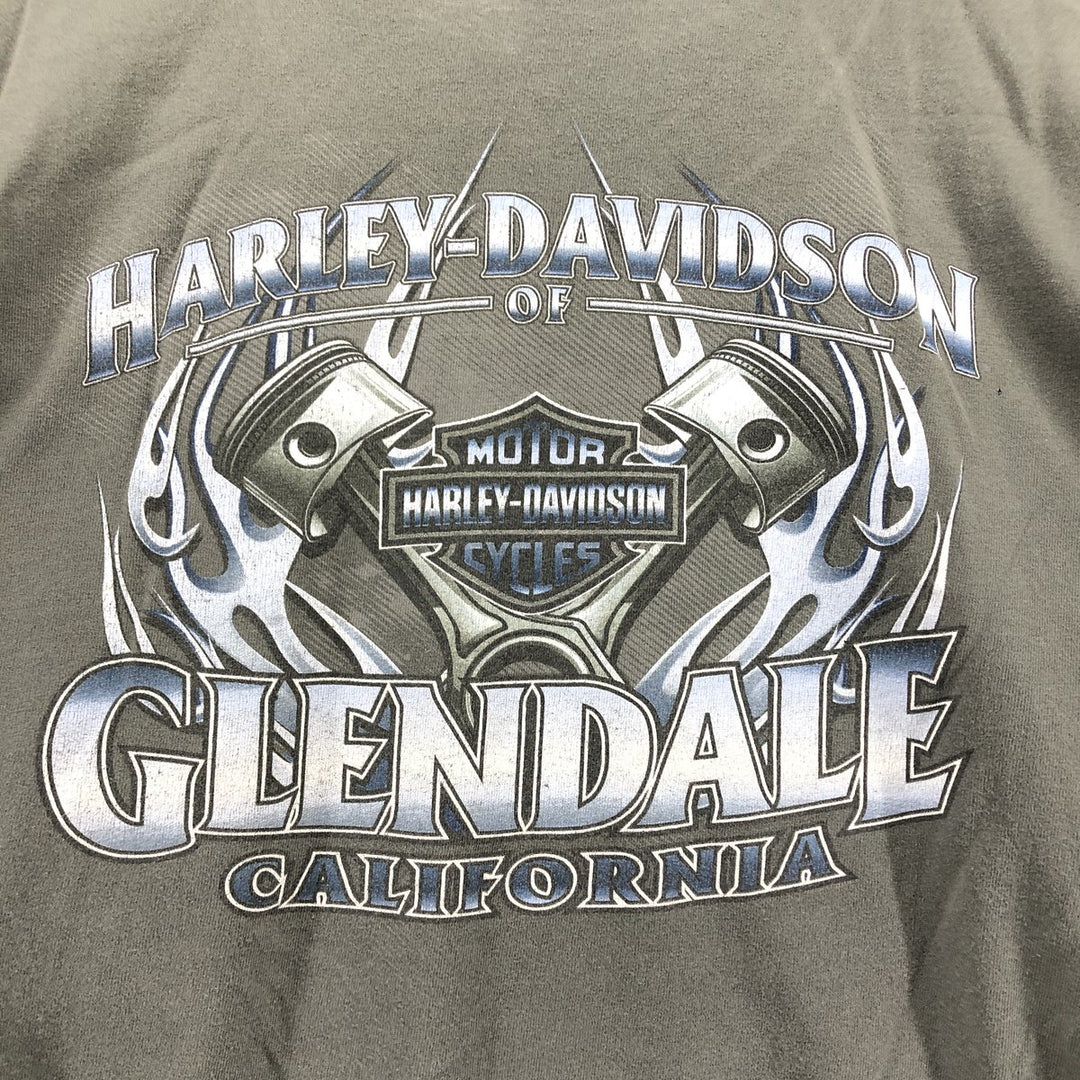 HARLEY-DAVIDSON
OF
MOTOR
HARLEY-DAVIDSON
CYCLES
GLENDALE
CALIFORNIA